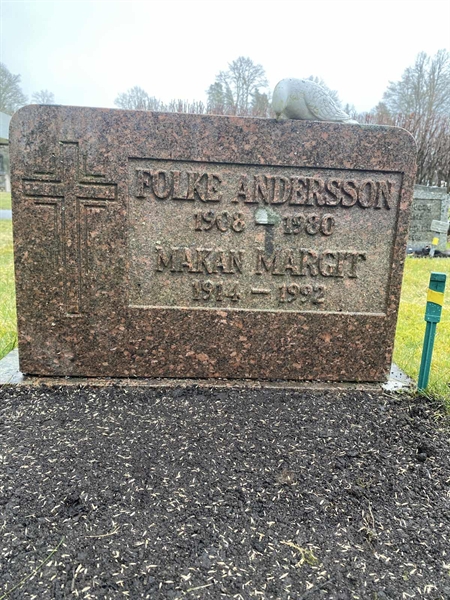 FOLKE ANDERSSON
1908 1980
MAKAN MARGIT
1914 — 1992